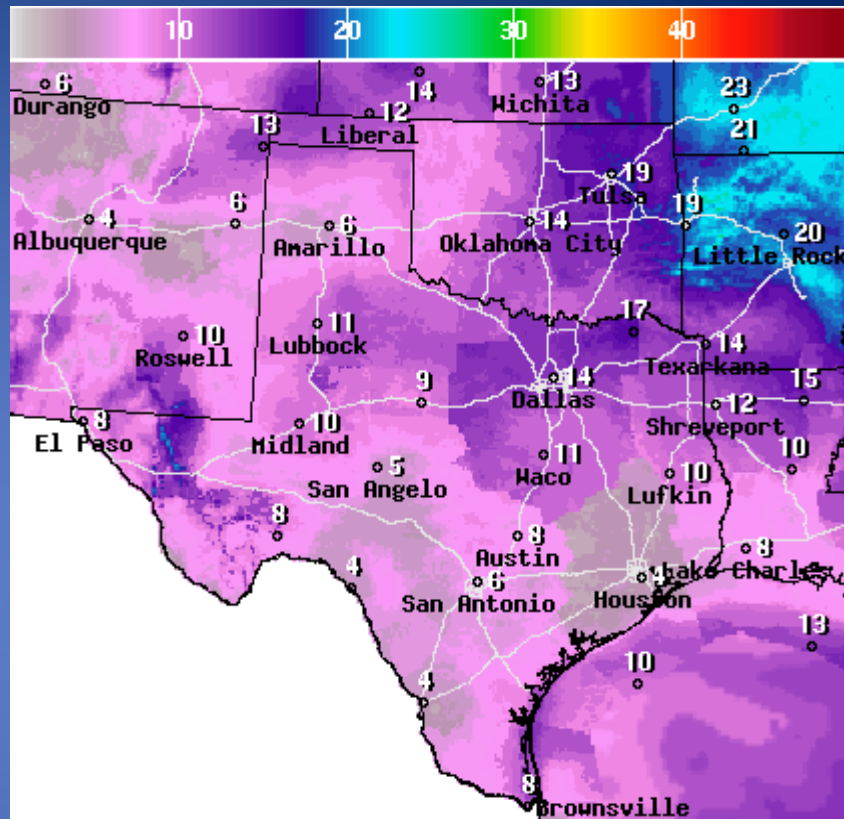 10 20 30 40
6
Durango
14
13
Wichita
23
12
Liberal
13
21
19
Tulsa
4
Albuquerque
6
6
Amarillo
14
Oklahoma City
19
20
Little Rock
10
Roswell
11
Lubbock
17
14
Texarkana
9
14
Dallas
15
12
Shreveport
8
El Paso
10
Midland
5
San Angelo
11
Waco
10
Lufkin
10
8
8
Austin
8
Lake Charles
4
6
San Antonio
4
Houston
13
10
4
8
Brownsville